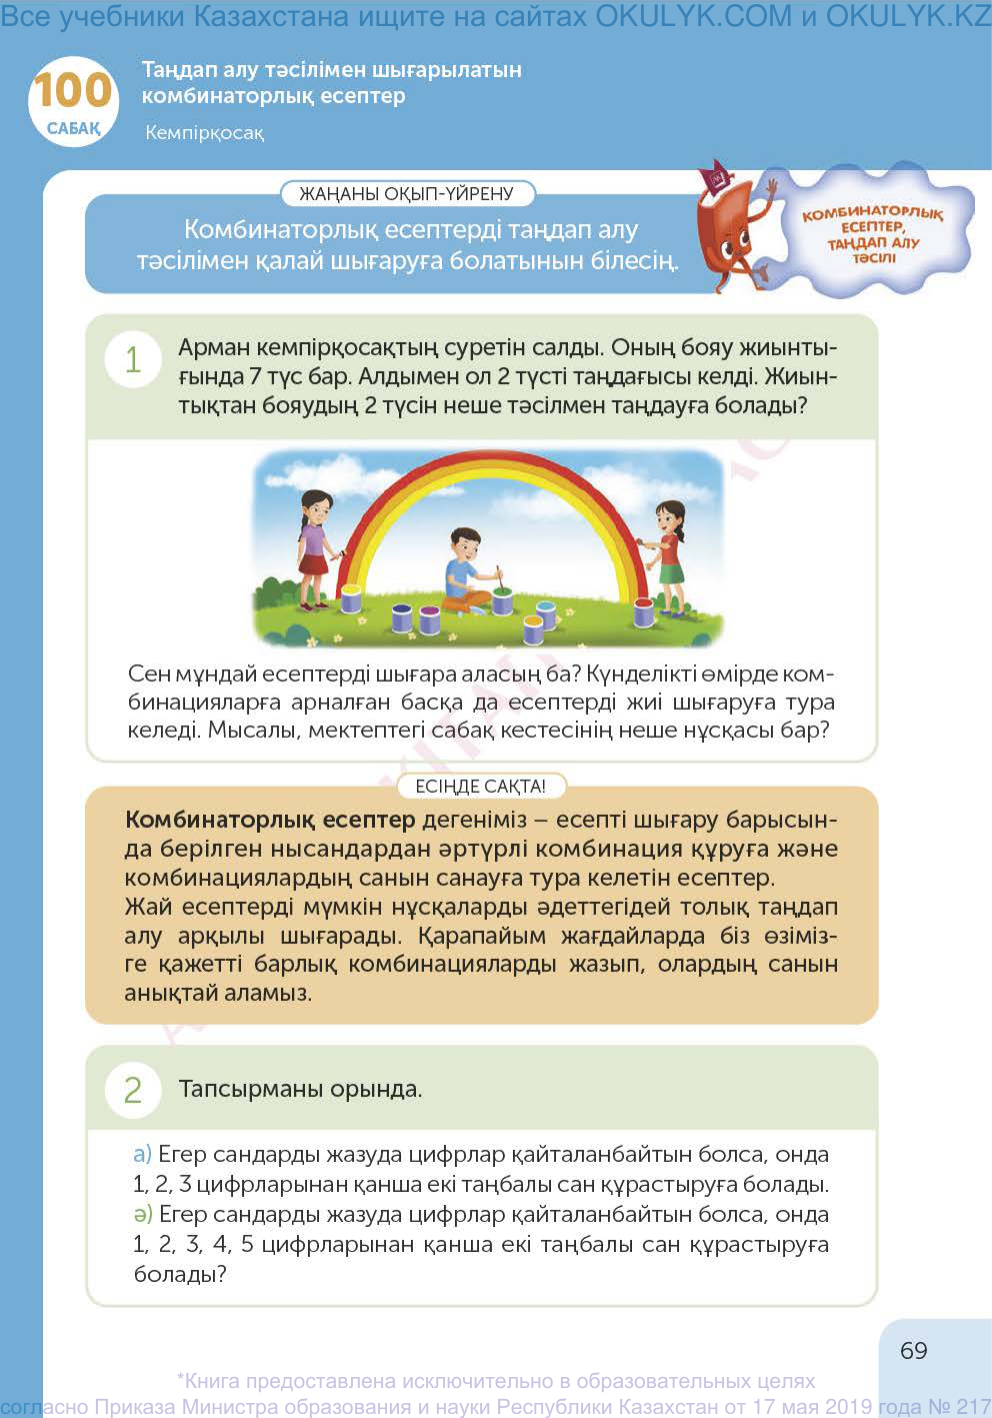 Все учебники Казахстана ищите на сайтах OKULYK.COM и OKULYK.KZ
100
САБАҚ
Таңдап алу тәсілімен шығарылатын
комбинаторлық есептер
Кемпірқосақ
ЖАҢАНЫ ОҚЫП-ҮЙРЕНУ
Комбинаторлық есептерді таңдап алу
тәсілімен қалай шығаруға болатынын білесің.
КОМБИНАТОРЛЫҚ
ЕСЕПТЕР,
ТАҢДАП АЛУ
ТӘСІЛІ
1
Арман кемпірқосақтың суретін салды. Оның бояу жиынты-
ғында 7 түс бар. Алдымен ол 2 түсті таңдағысы келді. Жиын-
тықтан бояудың 2 түсін неше тәсілмен таңдауға болады?
Сен мұндай есептерді шығара аласың ба? Күнделікті өмірде ком-
бинацияларға арналған басқа да есептерді жиі шығаруға тура
келеді. Мысалы, мектептегі сабақ кестесінің неше нұсқасы бар?
ЕСІҢДЕ САҚТА!
Комбинаторлық есептер дегеніміз – есепті шығару барысын-
да берілген нысандардан әртүрлі комбинация құруға және
комбинациялардың санын санауға тура келетін есептер.
Жай есептерді мүмкін нұсқаларды әдеттегідей толық таңдап
алу арқылы шығарады. Қарапайым жағдайларда біз өзіміз-
ге қажетті барлық комбинацияларды жазып, олардың санын
анықтай аламыз.
2
Тапсырманы орында.
а) Егер сандарды жазуда цифрлар қайталанбайтын болса, онда
1, 2, 3 цифрларынан қанша екі таңбалы сан құрастыруға болады.
ә) Егер сандарды жазуда цифрлар қайталанбайтын болса, онда
1, 2, 3, 4, 5 цифрларынан қанша екі таңбалы сан құрастыруға
болады?
69
*Книга предоставлена исключительно в образовательных целях
согласно Приказа Министра образования и науки Республики Казахстан от 17 мая 2019 года № 217